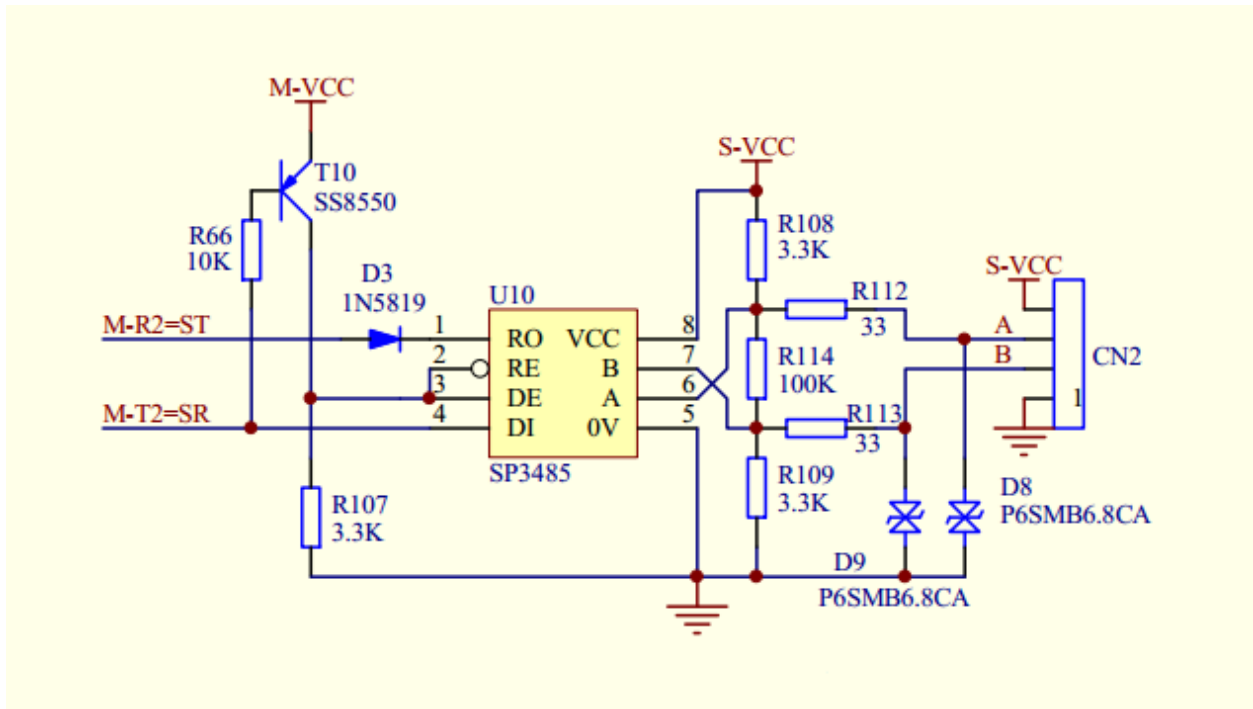 M-VCC
T10
SS8550
R66
10K
D3
1N5819
M-R2=ST
M-T2=SR
R107
3.3K
U10
1
2
3
4
RO
RE
DE
DI
VCC
B
A
0V
8
7
6
5
SP3485
S-VCC
R108
3.3K
R114
100K
R109
3.3K
R112
33
R113
33
S-VCC
A
B
CN2
1
D8
P6SMB6.8CA
D9
P6SMB6.8CA